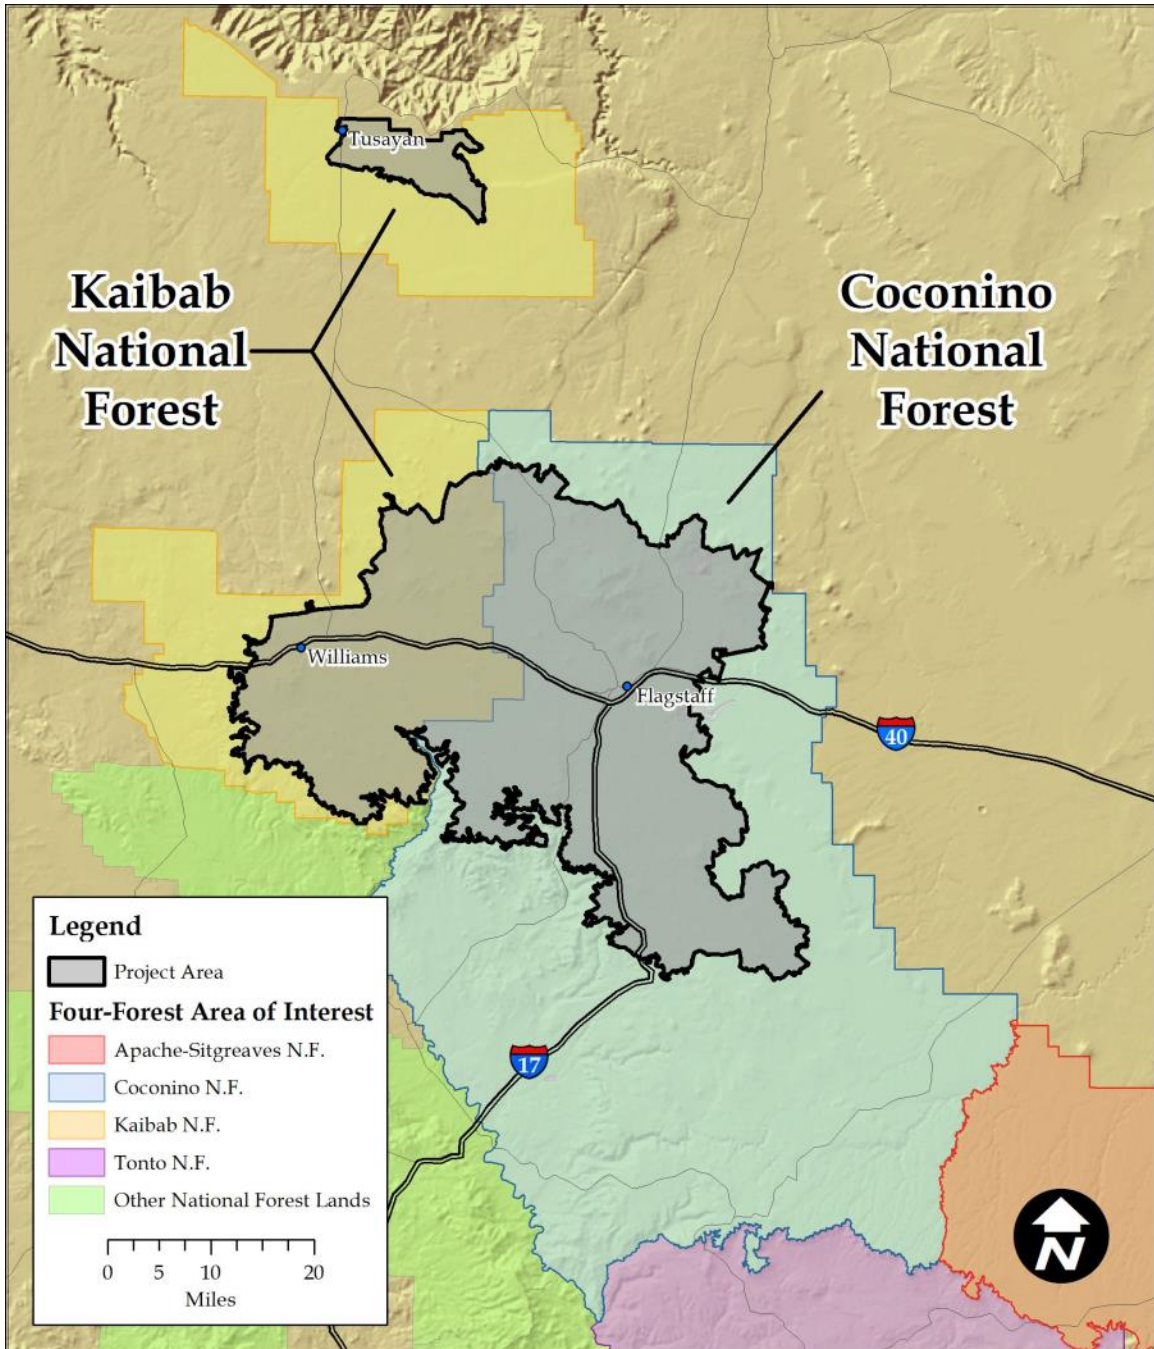 Tusayan
Kaibab
National
Forest
Coconino
National
Forest
Williams
Flagstaff
40
17
Legend
Project Area
Four-Forest Area of Interest
Apache-Sitgreaves N.F.
Coconino N.F.
Kaibab N.F.
Tonto N.F.
Other National Forest Lands
0 5 10 20
Miles
N